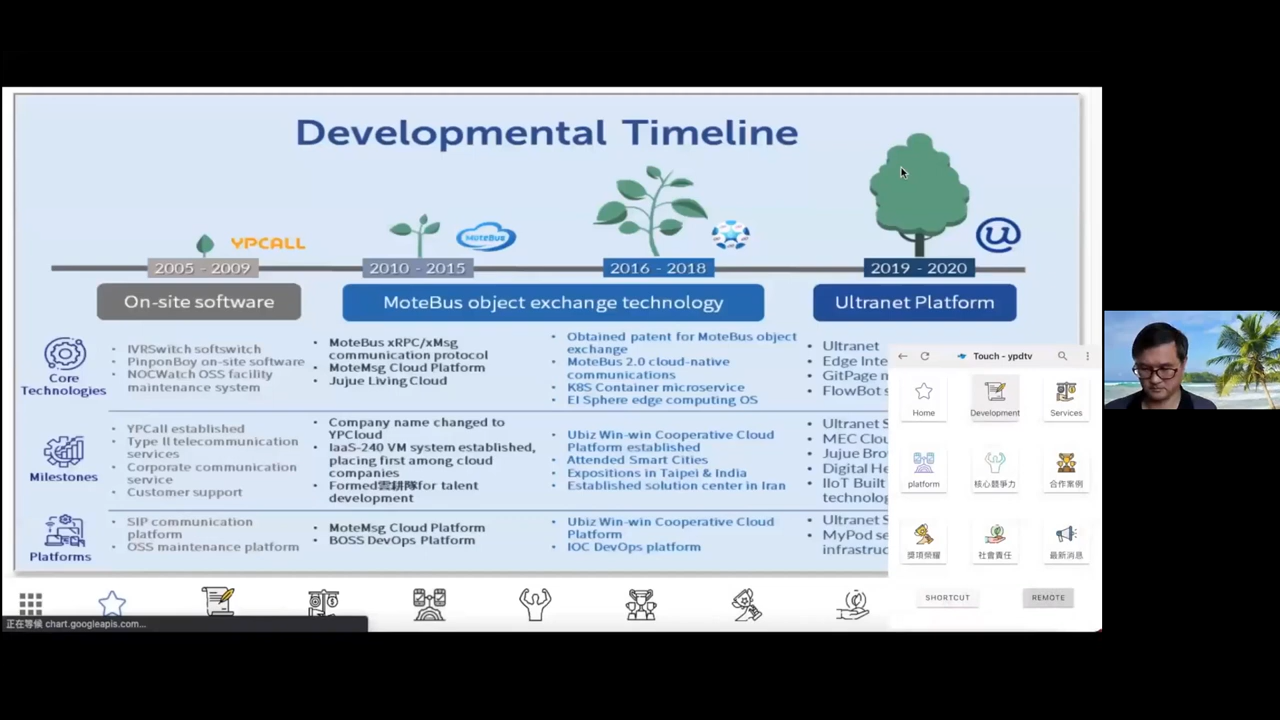 Developmental Timeline
YPCALL
MoteBus
2005 - 2009
2010 - 2015
2016 - 2018
2019 - 2020
On-site software
MoteBus object exchange technology
Ultranet Platform
Core
Technologies
• IVRSwitch softswitch
• PinponBoy on-site software
• NOCWatch OSS facility
maintenance system
• MoteBus xRPC/xMsg
communication protocol
• MoteMsg Cloud Platform
• Jujue Living Cloud
• Obtained patent for MoteBus object
exchange
• MoteBus 2.0 cloud-native
communications
• K8S Container microservice
• EI Sphere edge computing OS
• Ultranet
• Edge Inte
• GitPage
• FlowBot
Milestones
• YPCall established
• Type II telecommunication
services
• Corporate communication
service
• Customer support
• Company name changed to
YPCloud
• IaaS-240 VM system established,
placing first among cloud
companies
• Formed雲耕隊for talent
development
• Ubiz Win-win Cooperative Cloud
Platform established
• Attended Smart Cities
• Expositions in Taipei & India
• Established solution center in Iran
• Ultranet S
• MEC Clou
• Jujue Bro
• Digital He
• IIoT Built
technolog
Platforms
• SIP communication
platform
• OSS maintenance platform
• MoteMsg Cloud Platform
• BOSS DevOps Platform
• Ubiz Win-win Cooperative Cloud
Platform
• IOC DevOps platform
• Ultranet S
• MyPod se
infrastruc
Touch - ypdtv
Home
Development
Services
platform
核心競爭力
合作案例
獎項榮耀
社會責任
最新消息
SHORTCUT
REMOTE
正在等候 chart.googleapis.com...